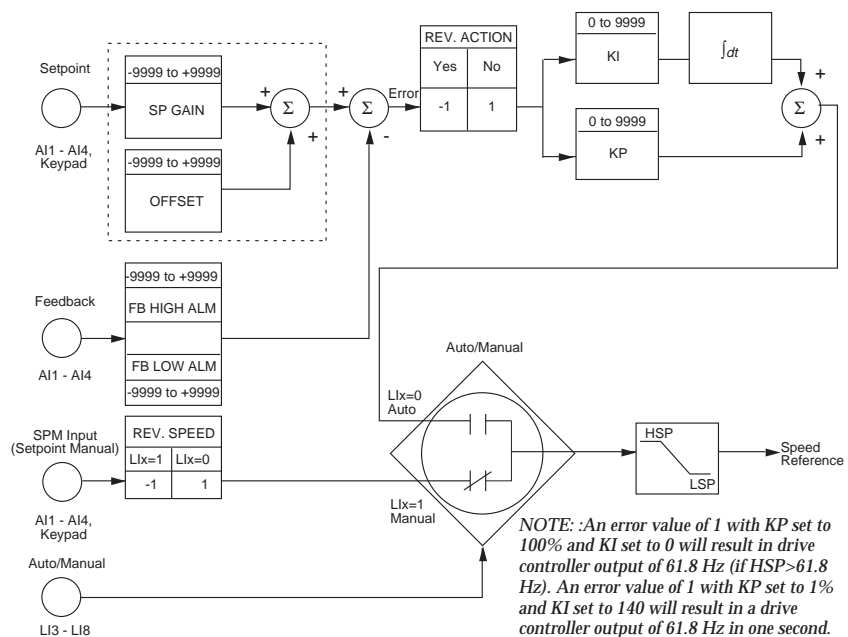 Setpoint
AI1 - AI4,
Keypad
-9999 to +9999
SP GAIN
-9999 to +9999
OFFSET
+
Σ
+
+
Σ
-
Error
REV. ACTION
Yes No
-1 1
0 to 9999
KI
∫dt
0 to 9999
KP
+
Σ
+
Feedback
AI1 - AI4
-9999 to +9999
FB HIGH ALM
FB LOW ALM
-9999 to +9999
SPM Input
(Setpoint Manual)
AI1 - AI4,
Keypad
REV. SPEED
LIx=1 LIx=0
-1 1
Auto/Manual
LI3 - LI8
Auto/Manual
LIx=0
Auto
LIx=1
Manual
HSP
LSP
Speed
Reference
NOTE: :An error value of 1 with KP set to
100% and KI set to 0 will result in drive
controller output of 61.8 Hz (if HSP>61.8
Hz). An error value of 1 with KP set to 1%
and KI set to 140 will result in a drive
controller output of 61.8 Hz in one second.